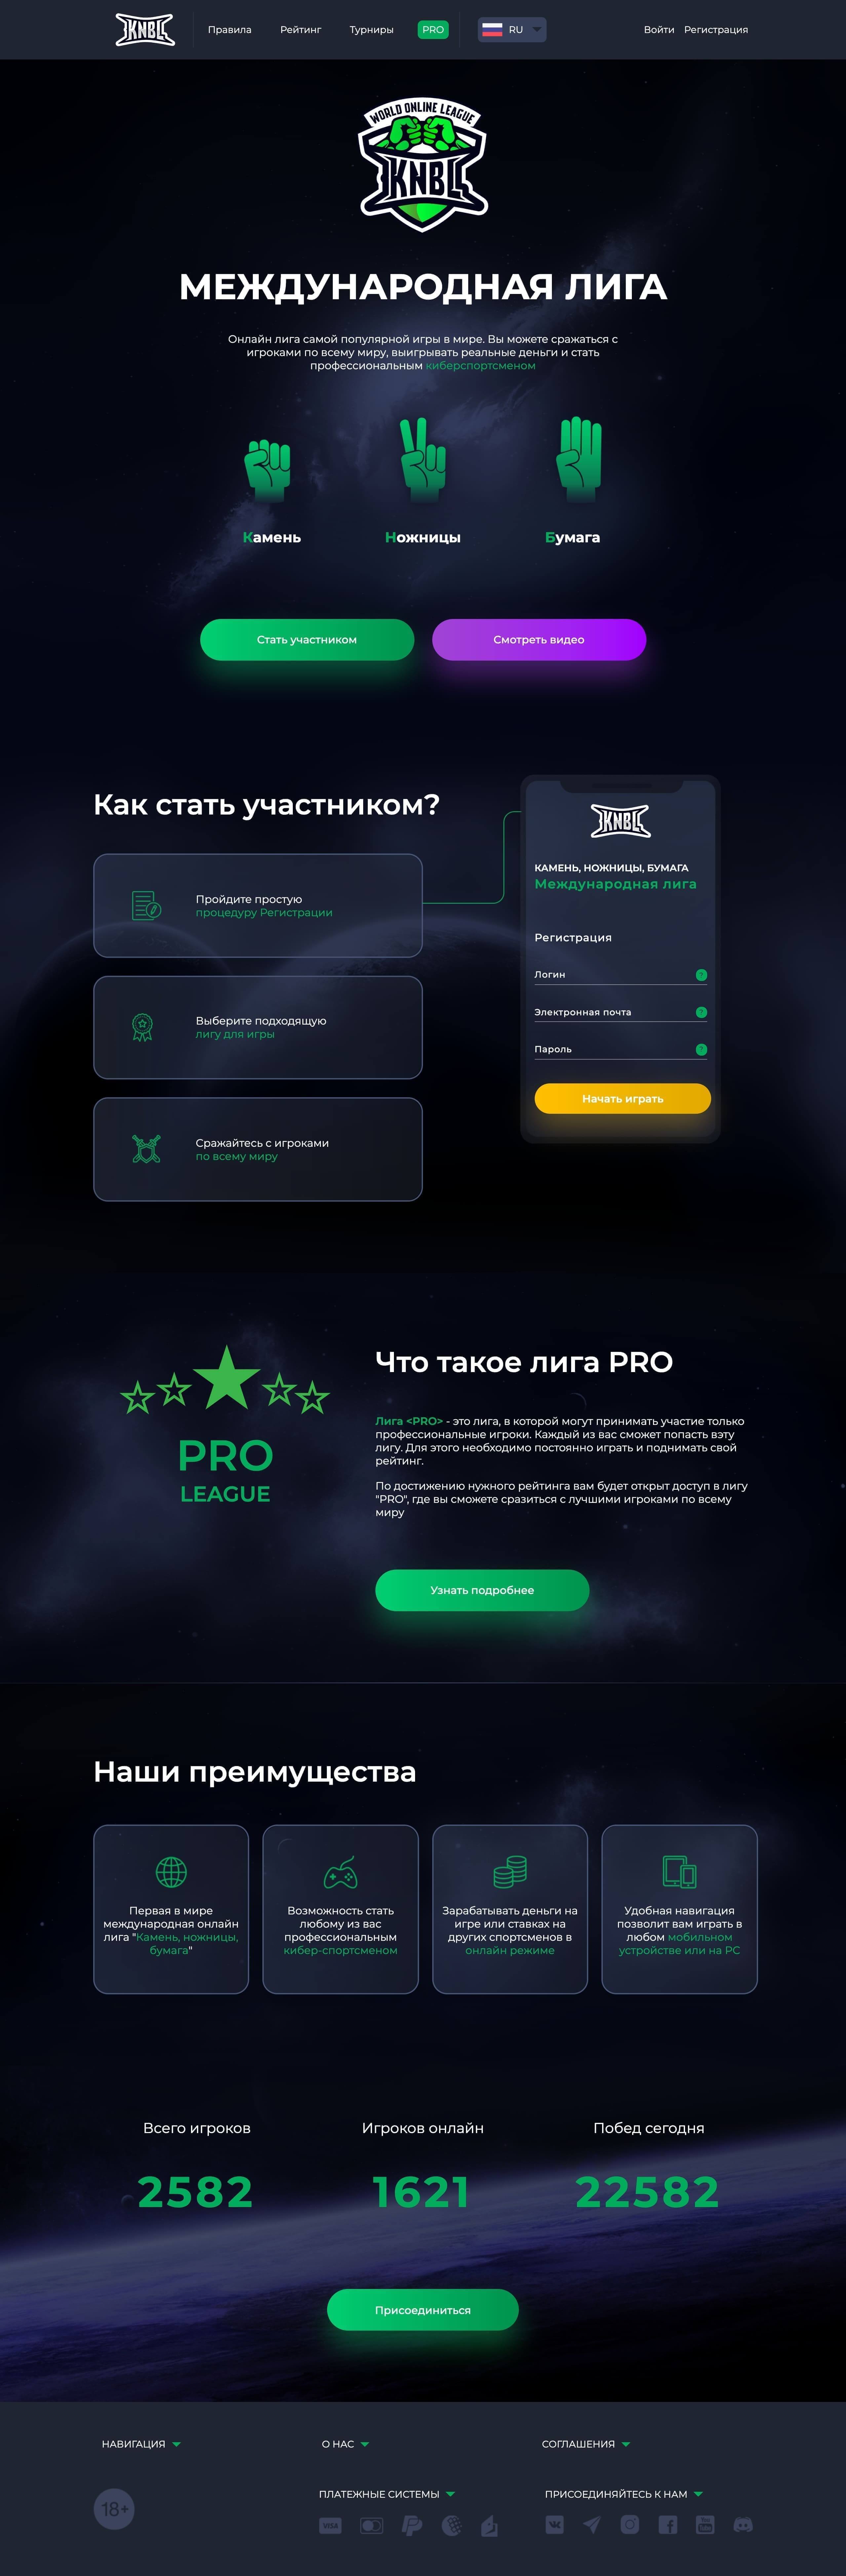 KNBL
Правила
Рейтинг
Турниры
PRO
RU
Войти
Регистрация
WORLD ONLINE LEAGUE
KNBL
МЕЖДУНАРОДНАЯ ЛИГА
Онлайн лига самой популярной игры в мире. Вы можете сражаться с
игроками по всему миру, выигрывать реальные деньги и стать
профессиональным киберспортсменом
Камень
Ножницы
Бумага
Стать участником
Смотреть видео
Как стать участником?
Пройдите простую
процедуру Регистрации
Выберите подходящую
лигу для игры
Сражайтесь с игроками
по всему миру
KNBL
КАМЕНЬ, НОЖНИЦЫ, БУМАГА
Международная лига
Регистрация
Логин
?
Электронная почта
?
Пароль
?
Начать играть
PRO
LEAGUE
Что такое лига PRO
Лига <PRO> - это лига, в которой могут принимать участие только
профессиональные игроки. Каждый из вас сможет попасть вэту
лигу. Для этого необходимо постоянно играть и поднимать свой
рейтинг.
По достижению нужного рейтинга вам будет открыт доступ в лигу
"PRO", где вы сможете сразиться с лучшими игроками по всему
миру
Узнать подробнее
Наши преимущества
Первая в мире
международная онлайн
лига "Камень, ножницы,
бумага"
Возможность стать
любому из вас
профессиональным
кибер-спортсменом
Зарабатывать деньги на
игре или ставках на
других спортсменов в
онлайн режиме
Удобная навигация
позволит вам играть в
любом мобильном
устройстве или на PC
Всего игроков
2582
Игроков онлайн
1621
Побед сегодня
22582
Присоединиться
НАВИГАЦИЯ
О НАС
СОГЛАШЕНИЯ
18+
ПЛАТЕЖНЫЕ СИСТЕМЫ
VISA
ПРИСОЕДИНЯЙТЕСЬ К НАМ
You
Tube